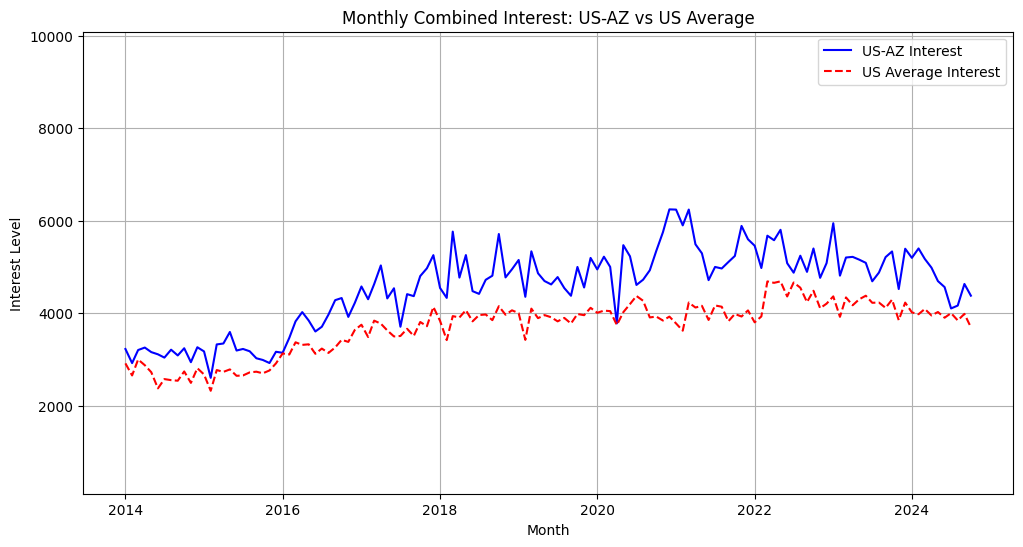 Monthly Combined Interest: US-AZ vs US Average
10000
8000
6000
4000
2000
Interest Level
US-AZ Interest
US Average Interest
2014
2016
2018
2020
2022
2024
Month